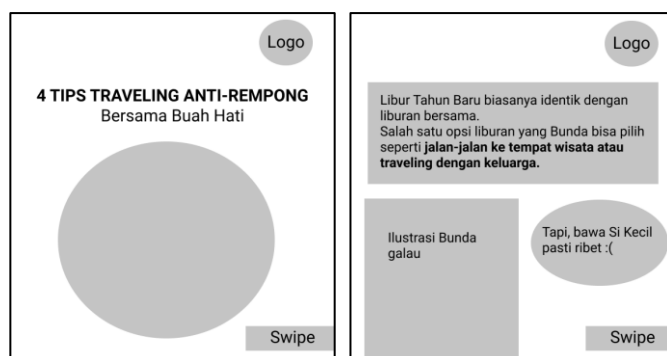 Logo
4 TIPS TRAVELING ANTI-REMPONG
Bersama Buah Hati
Swipe
Logo
Libur Tahun Baru biasanya identik dengan
liburan bersama.
Salah satu opsi liburan yang Bunda bisa pilih
seperti jalan-jalan ke tempat wisata atau
traveling dengan keluarga.
Ilustrasi Bunda
galau
Tapi, bawa Si Kecil
pasti ribet :(
Swipe